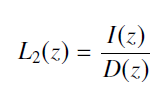 L₂(z) = I(z) / D(z)